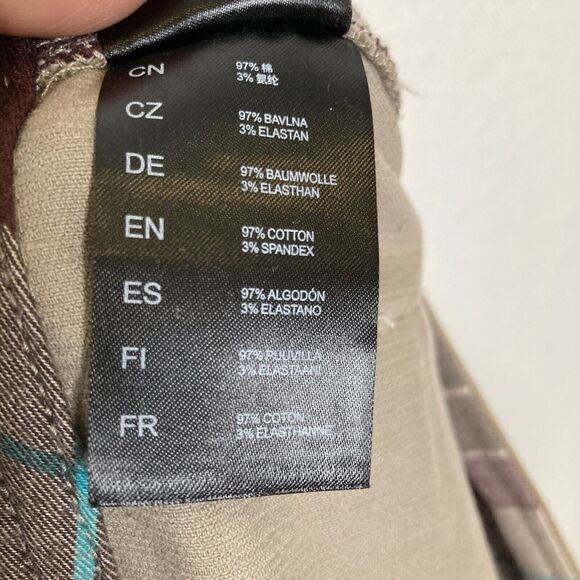 CN 97% 棉
3% 氨纶
CZ 97% BAVLNA
3% ELASTAN
DE 97% BAUMWOLLE
3% ELASTHAN
EN 97% COTTON
3% SPANDEX
ES 97% ALGODÓN
3% ELASTANO
FI 97% PUUVILLA
3% ELASTAANI
FR 97% COTON
3% ELASTHANNE